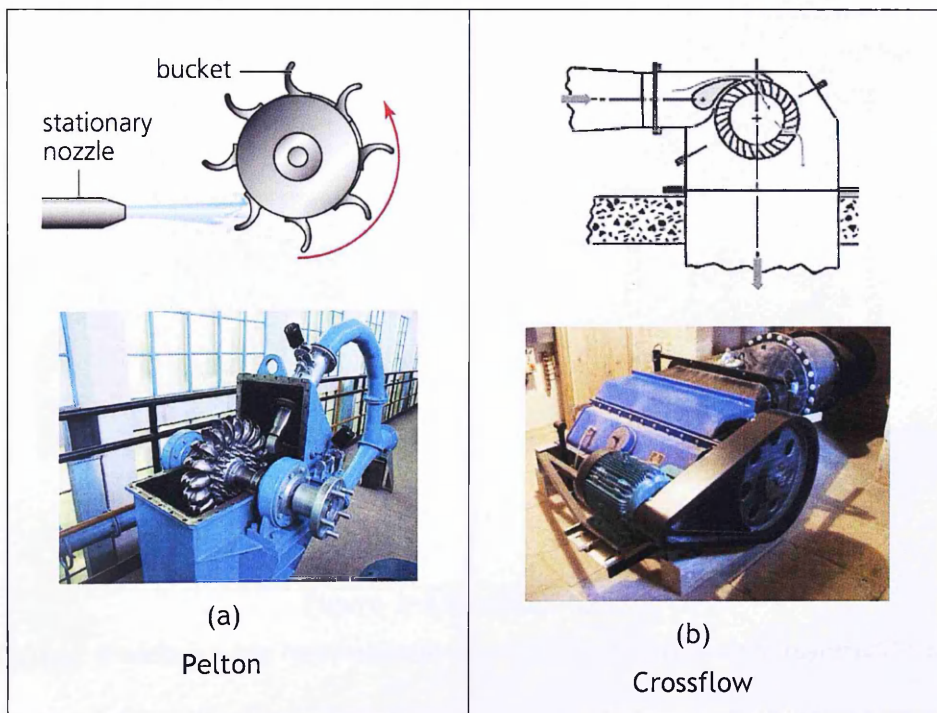 bucket
stationary
nozzle
(a)
Pelton
(b)
Crossflow